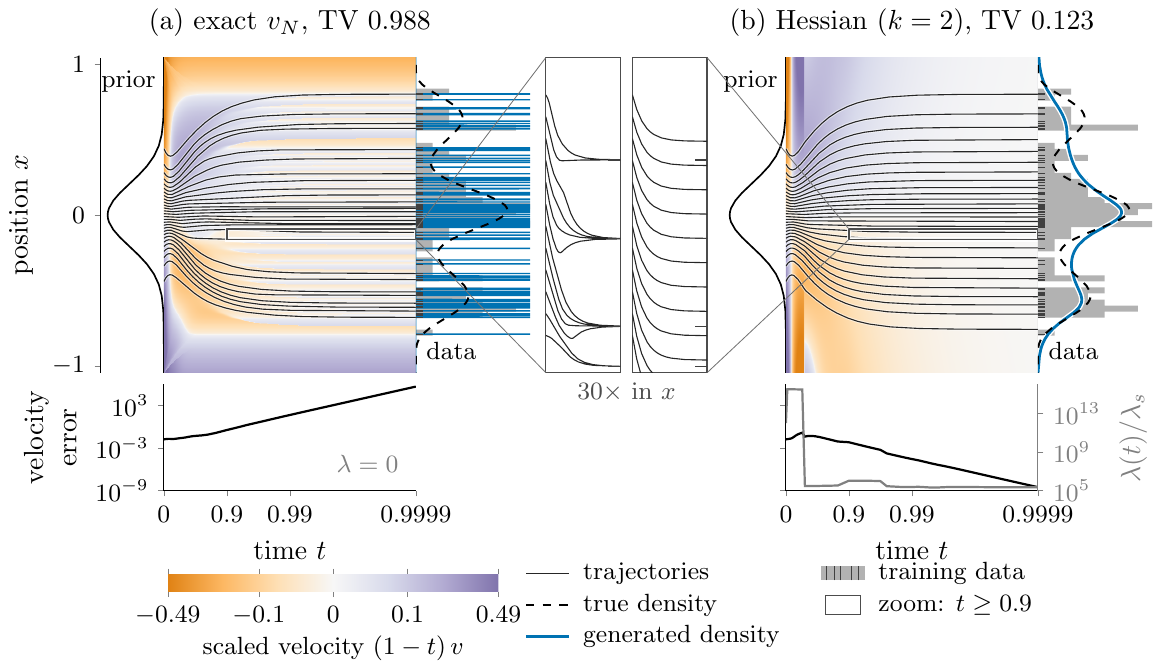 (a) exact v_N, TV 0.988
(b) Hessian (k = 2), TV 0.123
prior
prior
1
0
−1
position x
data
data
30× in x
velocity
error
10^3
10^−3
10^−9
λ = 0
10^13
10^9
10^5
λ(t)/λ_s
0 0.9 0.99 0.9999
0 0.9 0.99 0.9999
time t
time t
−0.49 −0.1 0 0.1 0.49
scaled velocity (1 − t) v
trajectories
true density
generated density
training data
zoom: t ≥ 0.9